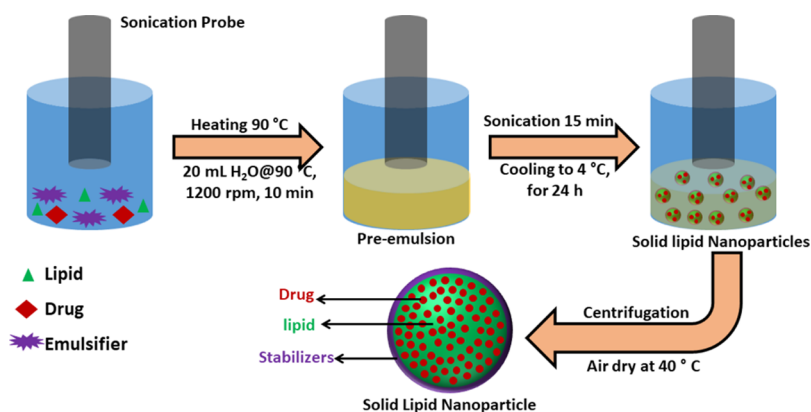 Sonication Probe
Heating 90 °C
20 mL H₂O@90 °C,
1200 rpm, 10 min
Sonication 15 min
Cooling to 4 °C,
for 24 h
Pre-emulsion
Solid lipid Nanoparticles
Lipid
Drug
Emulsifier
Drug
lipid
Stabilizers
Centrifugation
Air dry at 40 ° C
Solid Lipid Nanoparticle